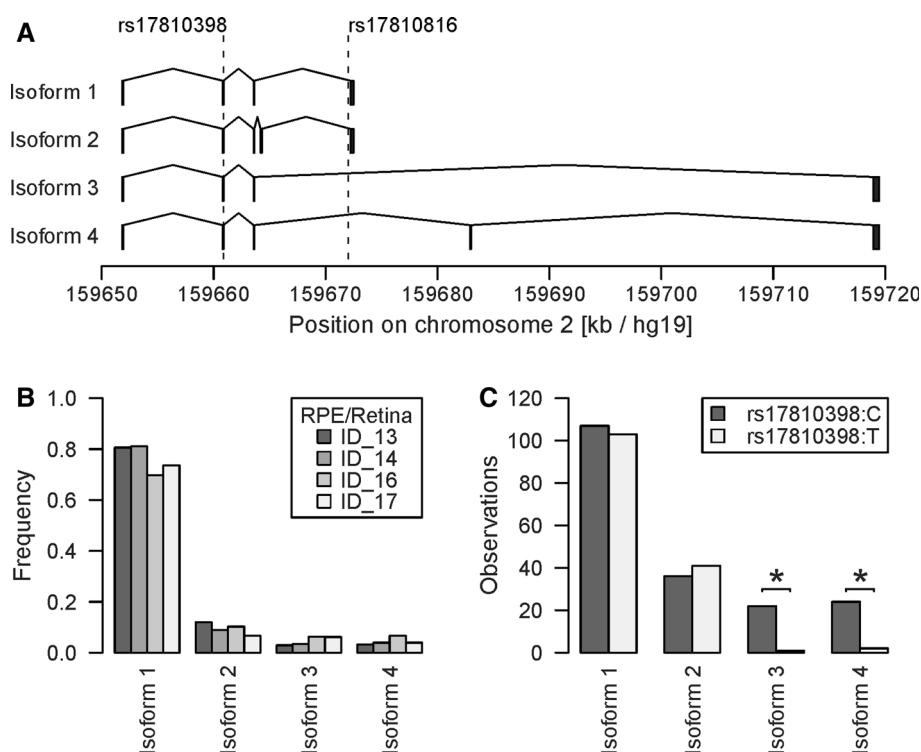 A
rs17810398 rs17810816
Isoform 1
Isoform 2
Isoform 3
Isoform 4
159650 159660 159670 159680 159690 159700 159710 159720
Position on chromosome 2 [kb / hg19]
B
1.0
0.8
0.6
0.4
0.2
0.0
Frequency
RPE/Retina
ID_13
ID_14
ID_16
ID_17
Isoform 1
Isoform 2
Isoform 3
Isoform 4
C
120
100
80
60
40
20
0
Observations
rs17810398:C
rs17810398:T
*
*
Isoform 1
Isoform 2
Isoform 3
Isoform 4